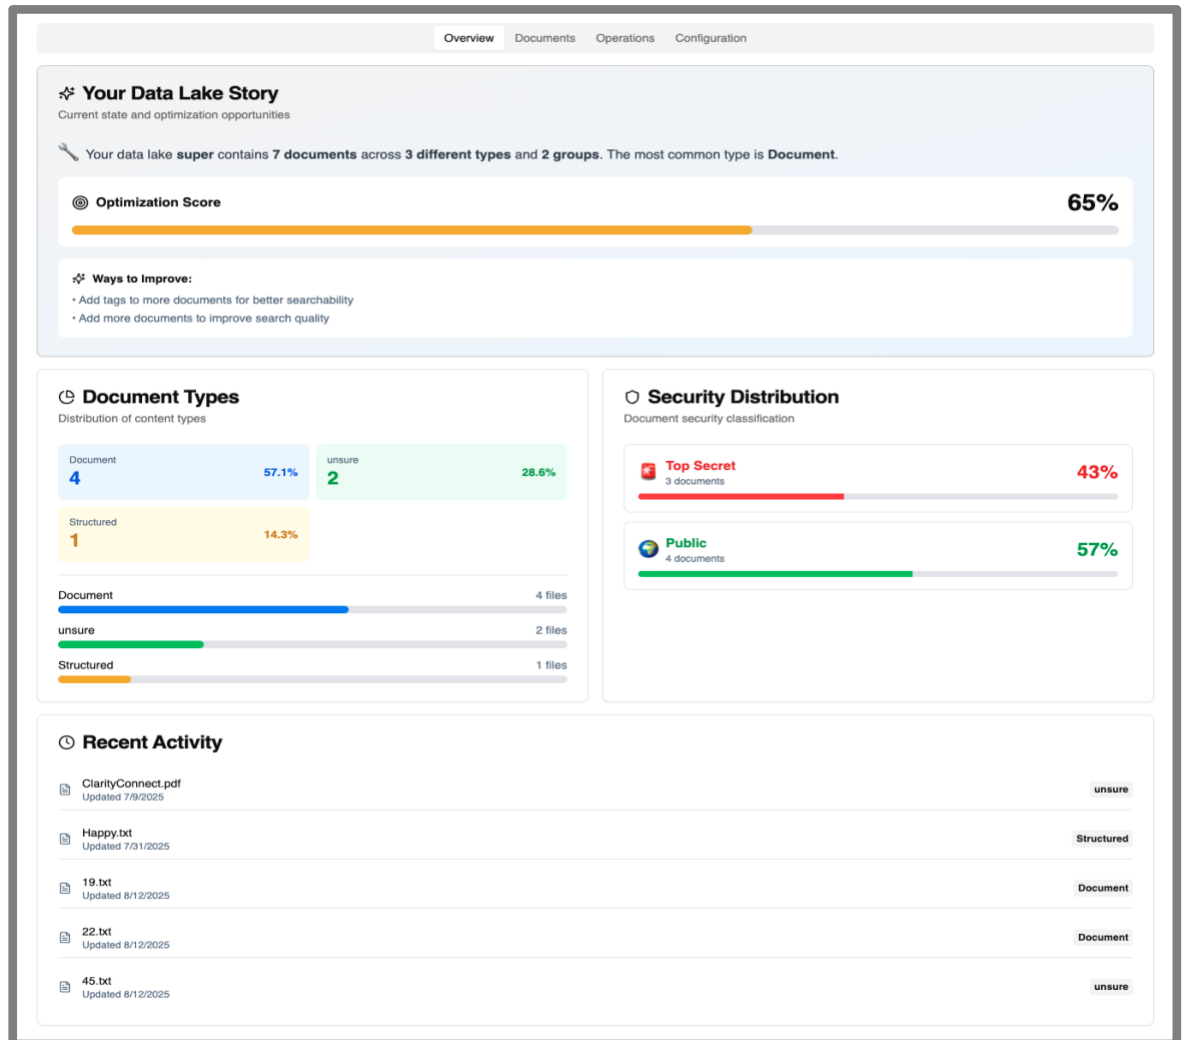 Overview Documents Operations Configuration
Your Data Lake Story
Current state and optimization opportunities
Your data lake super contains 7 documents across 3 different types and 2 groups. The most common type is Document.
Optimization Score 65%
Ways to Improve:
• Add tags to more documents for better searchability
• Add more documents to improve search quality
Document Types
Distribution of content types
Document
4 57.1%
unsure
2 28.6%
Structured
1 14.3%
Document 4 files
unsure 2 files
Structured 1 files
Security Distribution
Document security classification
Top Secret
3 documents
43%
Public
4 documents
57%
Recent Activity
ClarityConnect.pdf
Updated 7/9/2025
unsure
Happy.txt
Updated 7/31/2025
Structured
19.txt
Updated 8/12/2025
Document
22.txt
Updated 8/12/2025
Document
45.txt
Updated 8/12/2025
unsure